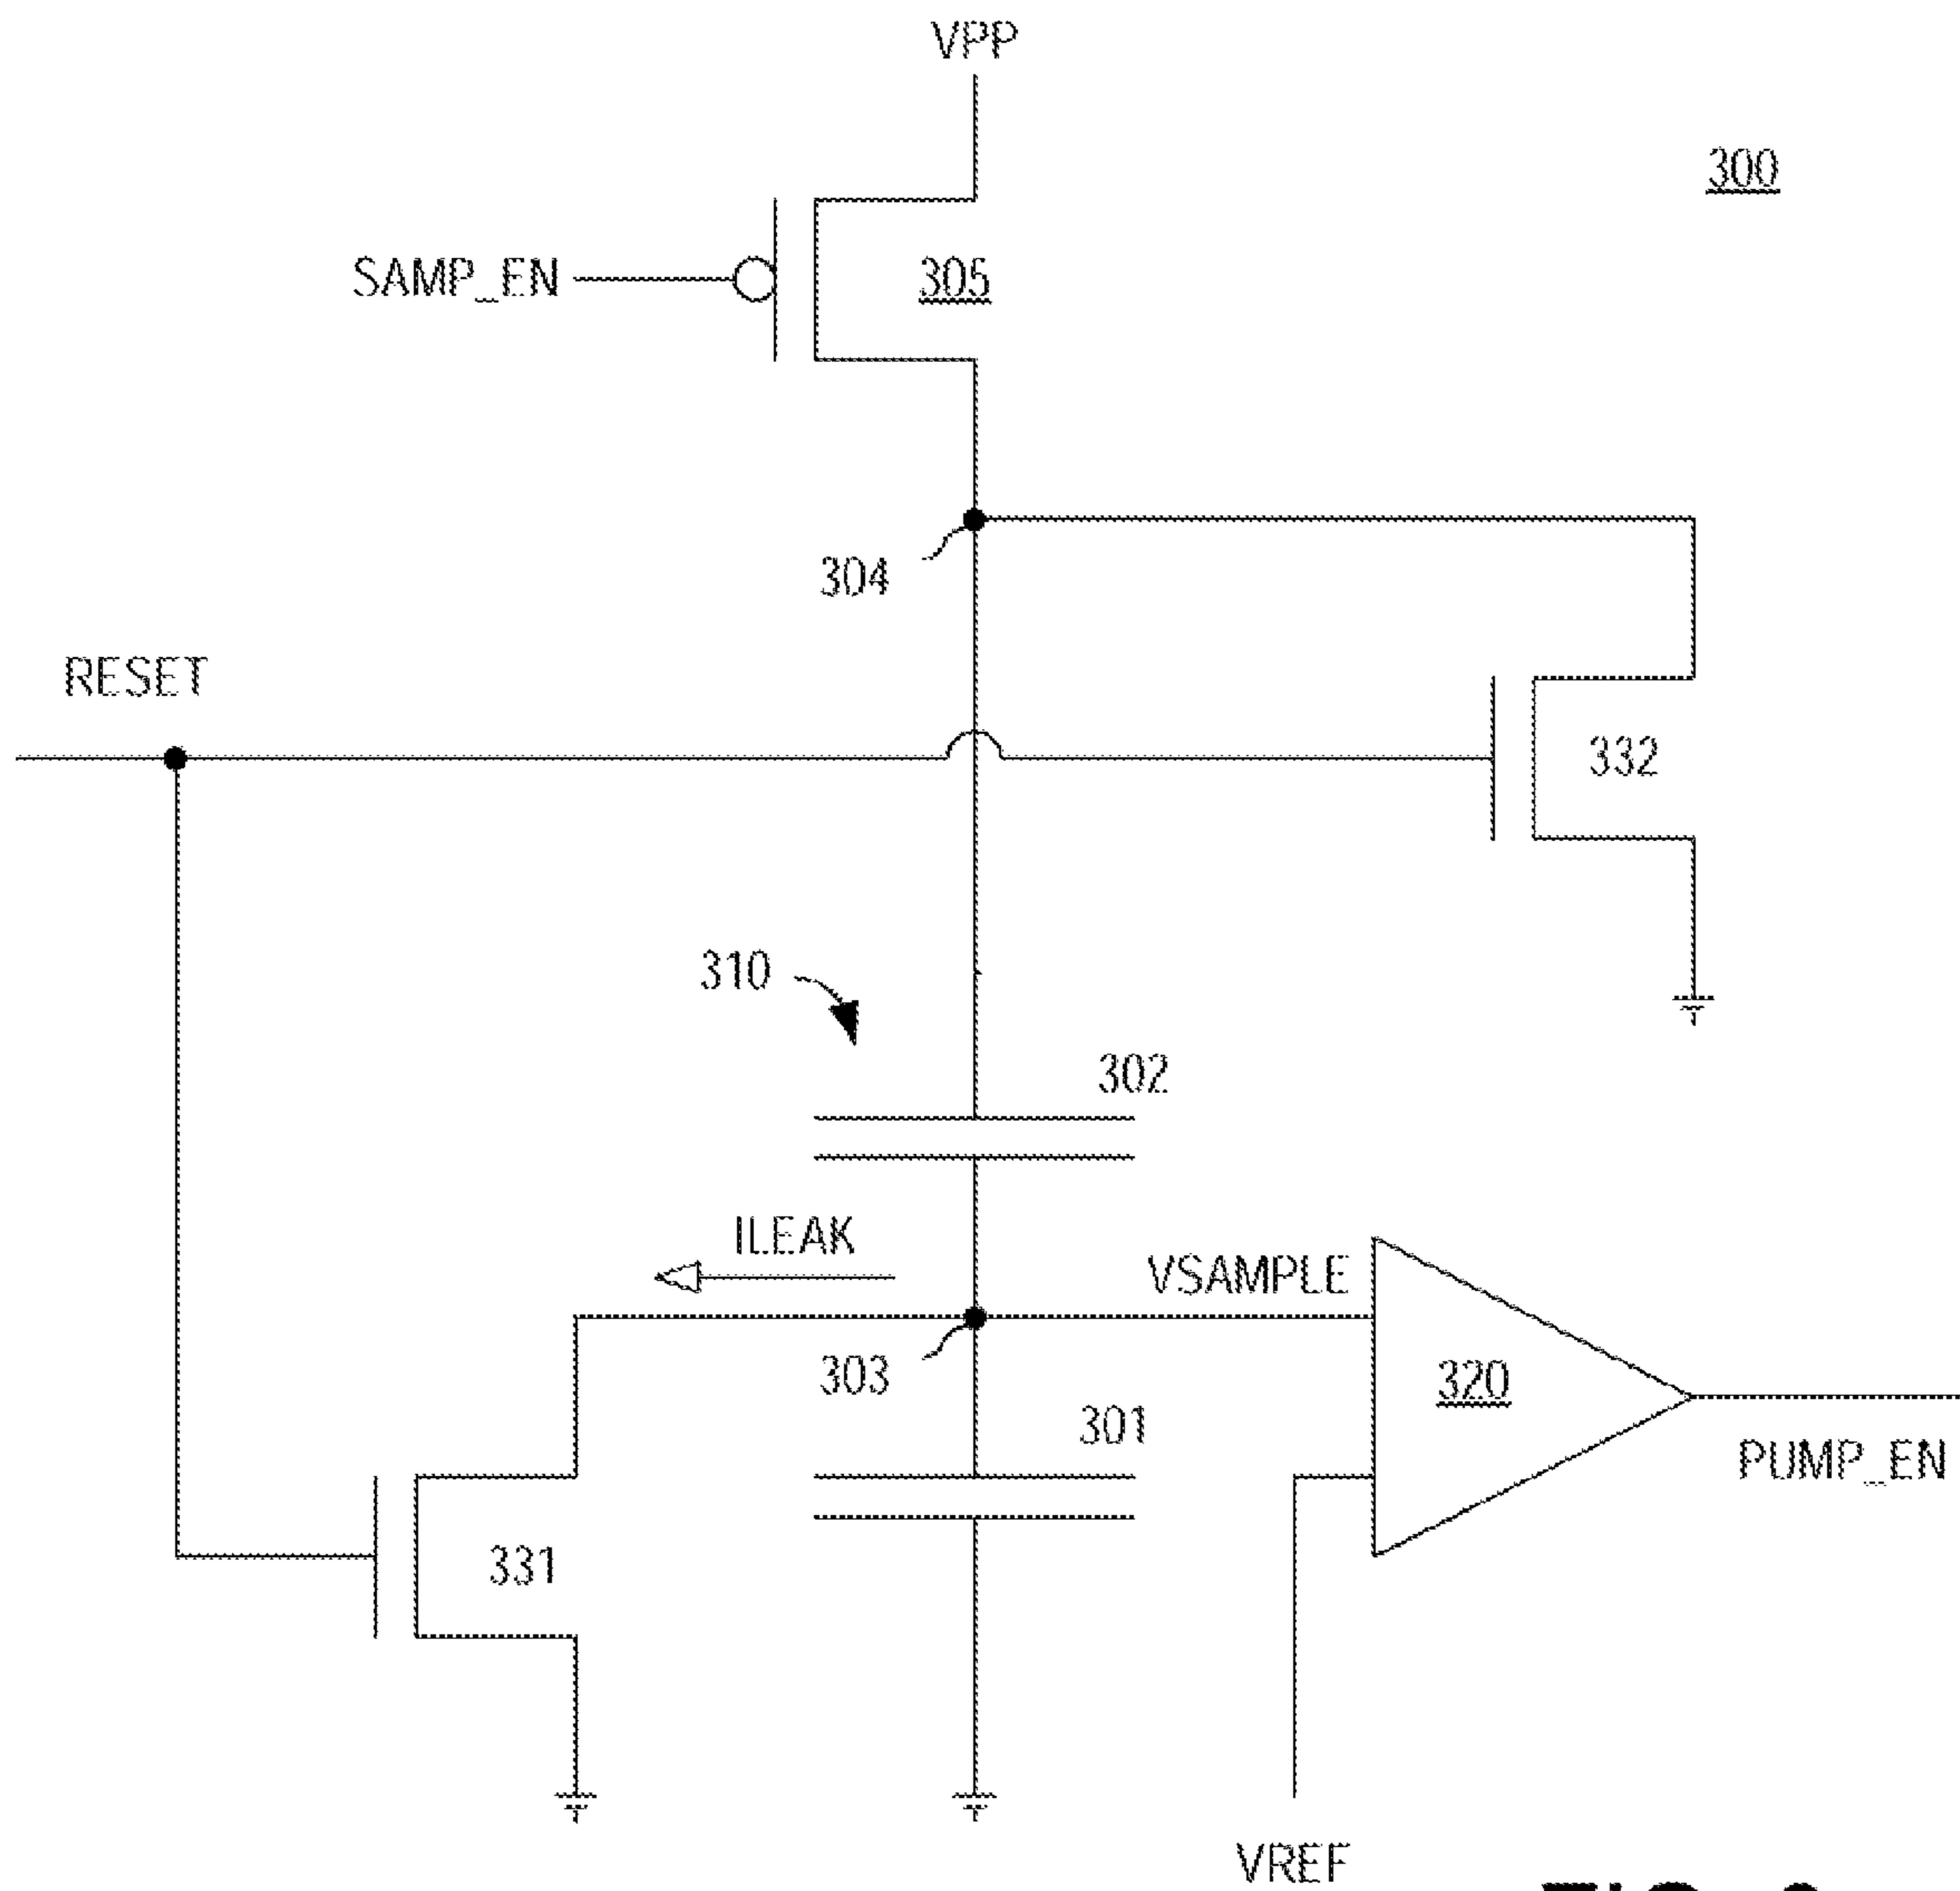 VPP
300
SAMP_EN
305
304
RESET
332
310
302
ILEAK
VSAMPLE
303
320
301
PUMP_EN
331
VREF